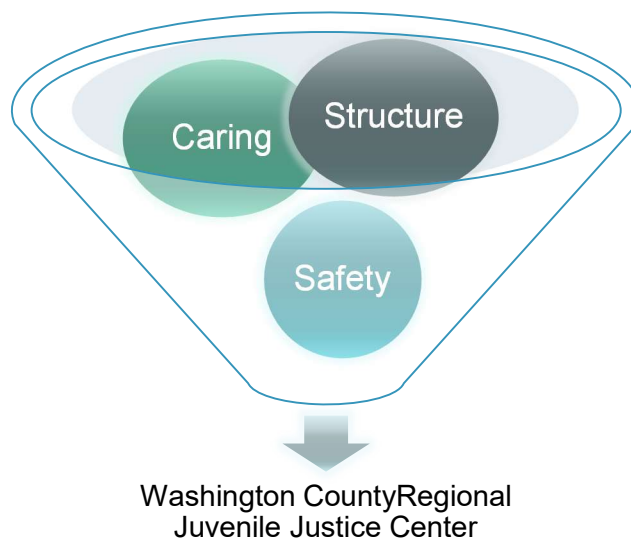 Structure
Caring
Safety
Washington CountyRegional
Juvenile Justice Center